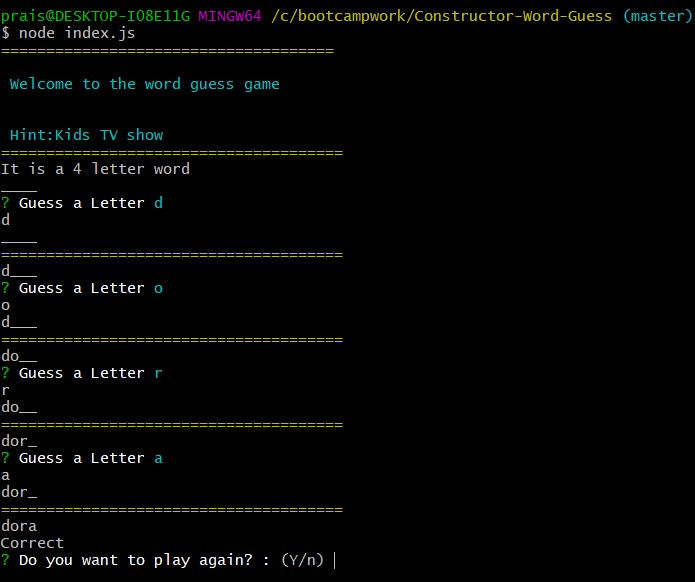 prais@DESKTOP-IO8E11G MINGW64 /c/bootcampwork/Constructor-Word-Guess (master)
$ node index.js
=====================================
Welcome to the word guess game
Hint:Kids TV show
======================================
It is a 4 letter word
____
? Guess a Letter d
d
____
======================================
d___
? Guess a Letter o
o
d___
======================================
do__
? Guess a Letter r
r
do__
======================================
dor_
? Guess a Letter a
a
dor_
======================================
dora
Correct
? Do you want to play again? : (Y/n)